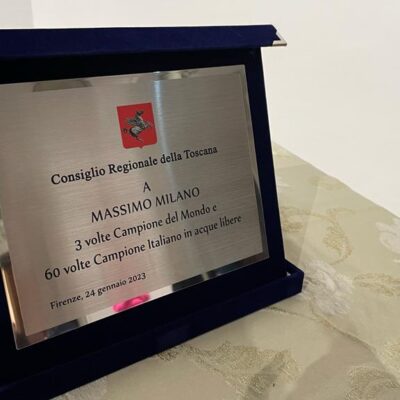 Consiglio Regionale della Toscana
A
MASSIMO MILANO
3 volte Campione del Mondo e
60 volte Campione Italiano in acque libere
Firenze, 24 gennaio 2023